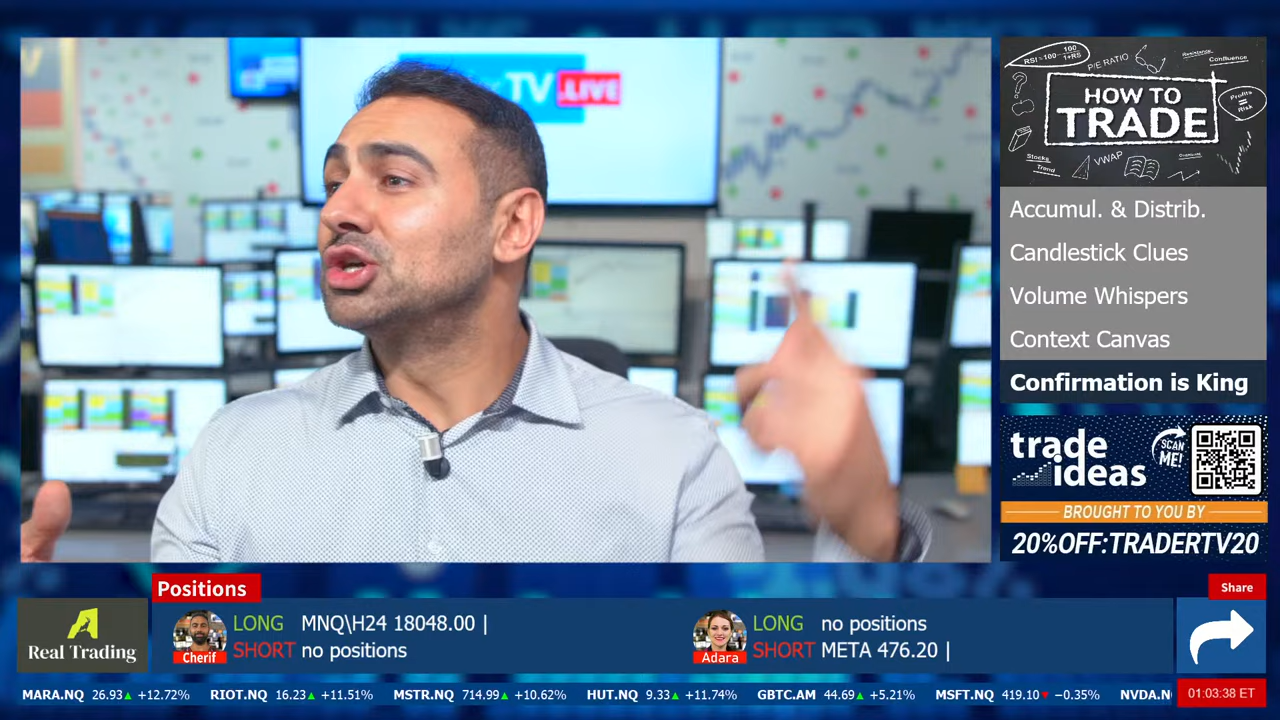 TV.LIVE
RSI=100-100/1+RS
P/E RATIO
Resistance
Confluence
HOW TO
TRADE
Profits
=
Risk
Stocks
Trend
VWAP
Accumul. & Distrib.
Candlestick Clues
Volume Whispers
Context Canvas
Confirmation is King
trade
ideas
SCAN
ME!
BROUGHT TO YOU BY
20%OFF:TRADERTV20
Positions
Share
Real Trading
Cherif
LONG MNQ\H24 18048.00 |
SHORT no positions
Adara
LONG no positions
SHORT META 476.20 |
MARA.NQ 26.93▲ +12.72% RIOT.NQ 16.23▲ +11.51% MSTR.NQ 714.99▲ +10.62% HUT.NQ 9.33▲ +11.74% GBTC.AM 44.69▲ +5.21% MSFT.NQ 419.10▼ −0.35% NVDA.N
01:03:38 ET